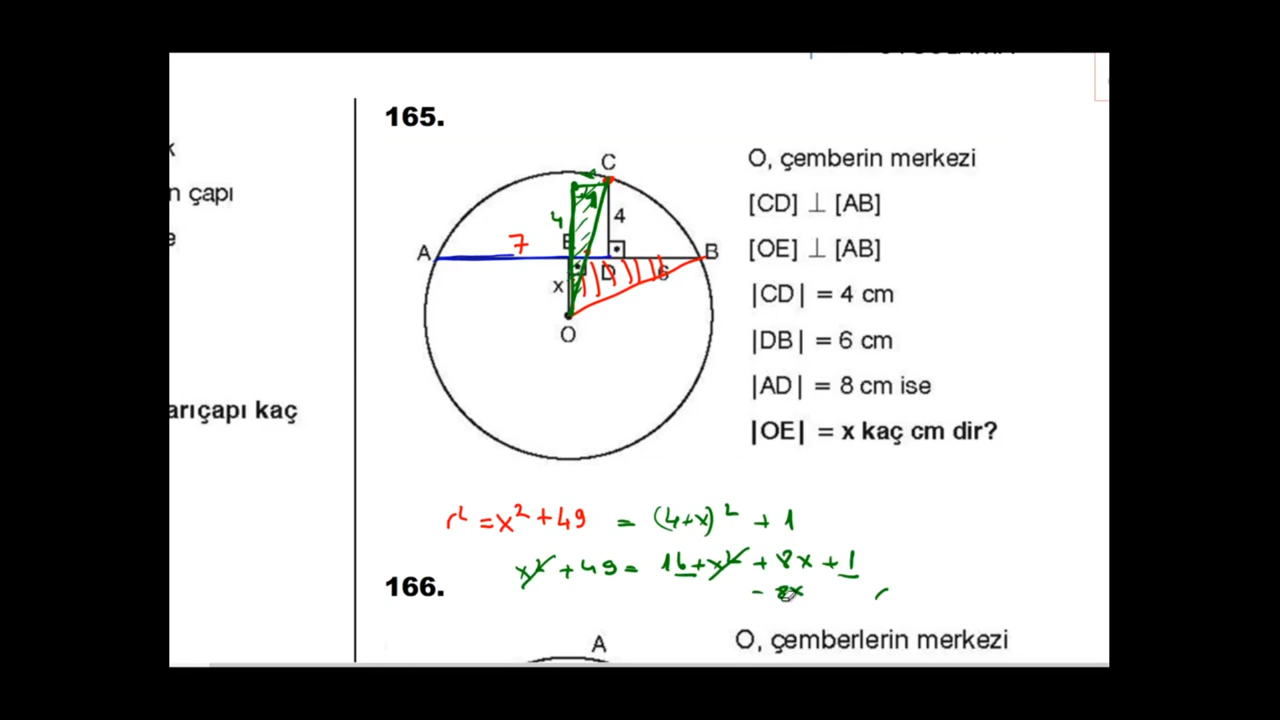 n çapı
arıçapı kaç
165.
C
4
4
7
E
A
B
D
6
x
O
O, çemberin merkezi
[CD] ⊥ [AB]
[OE] ⊥ [AB]
|CD| = 4 cm
|DB| = 6 cm
|AD| = 8 cm ise
|OE| = x kaç cm dir?
r² = x² + 49 = (4+x)² + 1
x² + 49 = 16 + x² + 8x + 1
- 8x
166.
A
O, çemberlerin merkezi